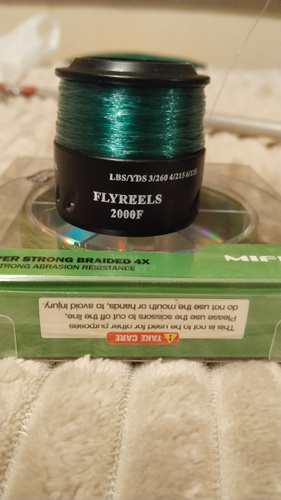 LBS/YDS 3/260 4/215 6/135
FLYREELS
2000F
PER STRONG BRAIDED 4X
STRONG ABRASION RESISTANCE
TAKE CARE
This is not to be used for other purposes
Please use the scissors to cut off the line,
do not use the mouth or hands, to avoid injury.